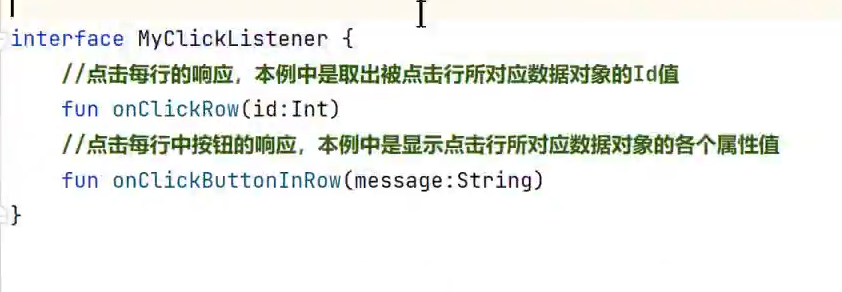 interface MyClickListener {
//点击每行的响应，本例中是取出被点击行所对应数据对象的Id值
fun onClickRow(id:Int)
//点击每行中按钮的响应，本例中是显示点击行所对应数据对象的各个属性值
fun onClickButtonInRow(message:String)
}